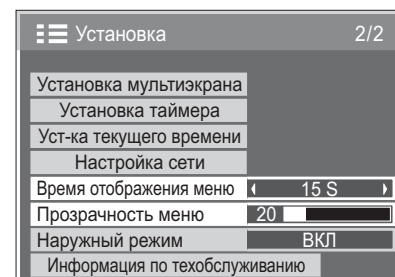 Установка 2/2
Установка мультиэкрана
Установка таймера
Уст-ка текущего времени
Настройка сети
Время отображения меню 15 S
Прозрачность меню 20
Наружный режим ВКЛ
Информация по техобслуживанию